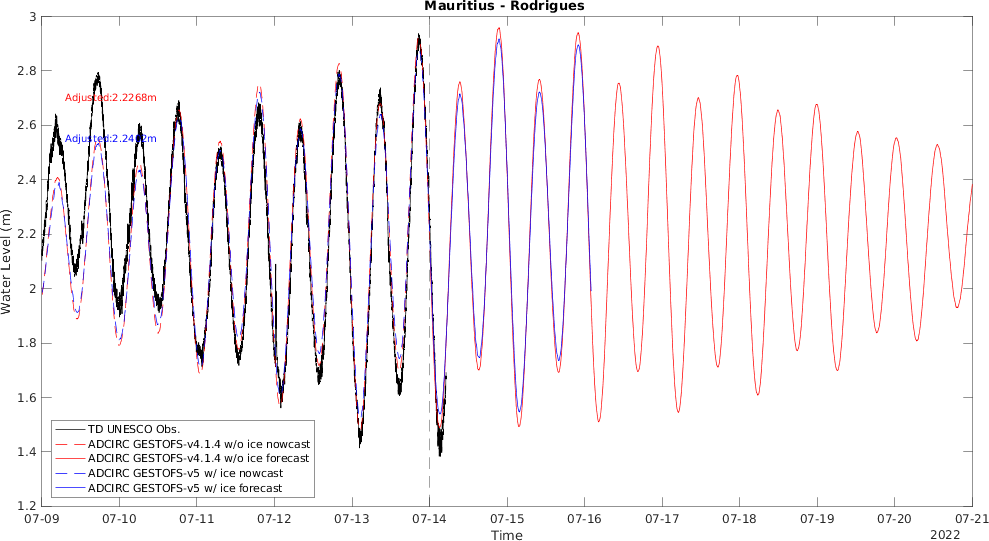 Mauritius - Rodrigues
3
2.8
2.6
2.4
2.2
2
1.8
1.6
1.4
1.2
Water Level (m)
Adjusted:2.2268m
TD UNESCO Obs.
ADCIRC GESTOFS-v4.1.4 w/o ice nowcast
ADCIRC GESTOFS-v4.1.4 w/o ice forecast
ADCIRC GESTOFS-v5 w/ ice nowcast
ADCIRC GESTOFS-v5 w/ ice forecast
07-09 07-10 07-11 07-12 07-13 07-14 07-15 07-16 07-17 07-18 07-19 07-20 07-21
Time
2022